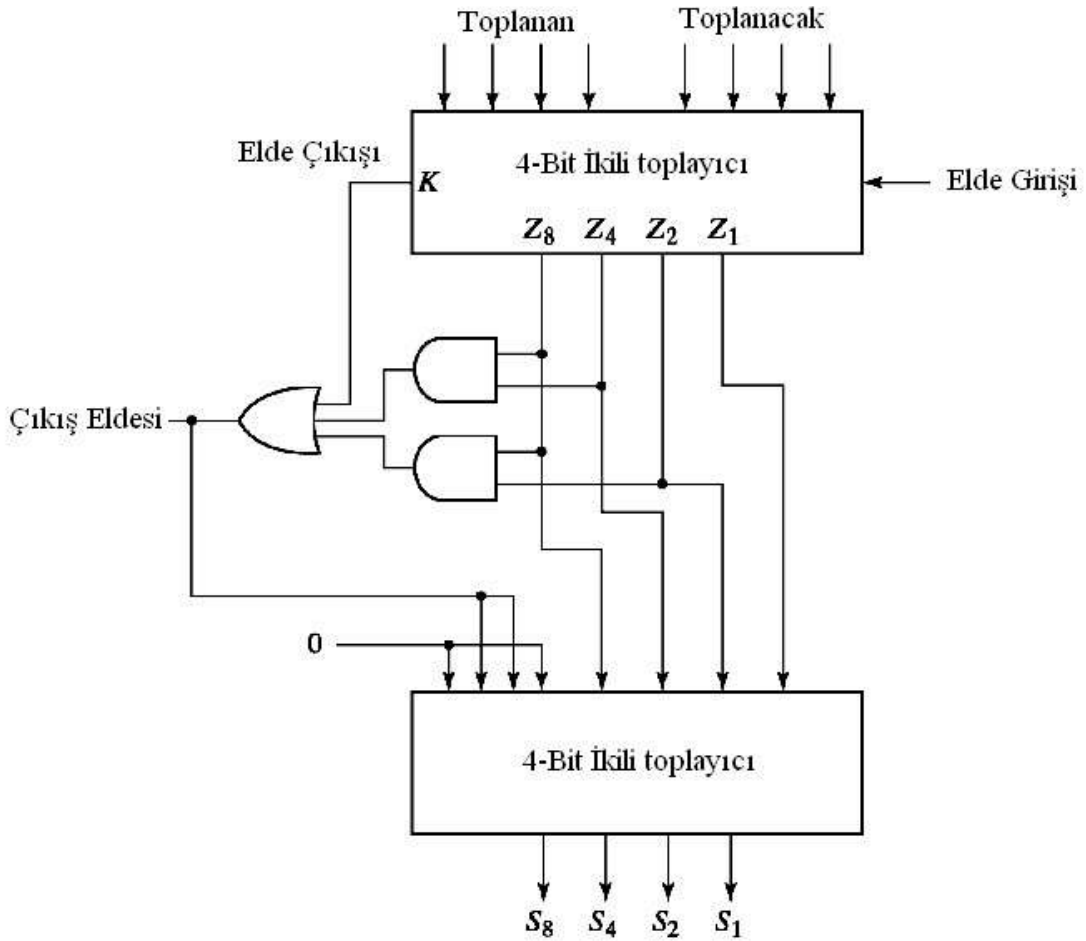 Toplanan Toplanacak
Elde Çıkışı
4-Bit İkili toplayıcı
K
Elde Girişi
Z8 Z4 Z2 Z1
Çıkış Eldesi
0
4-Bit İkili toplayıcı
S8 S4 S2 S1